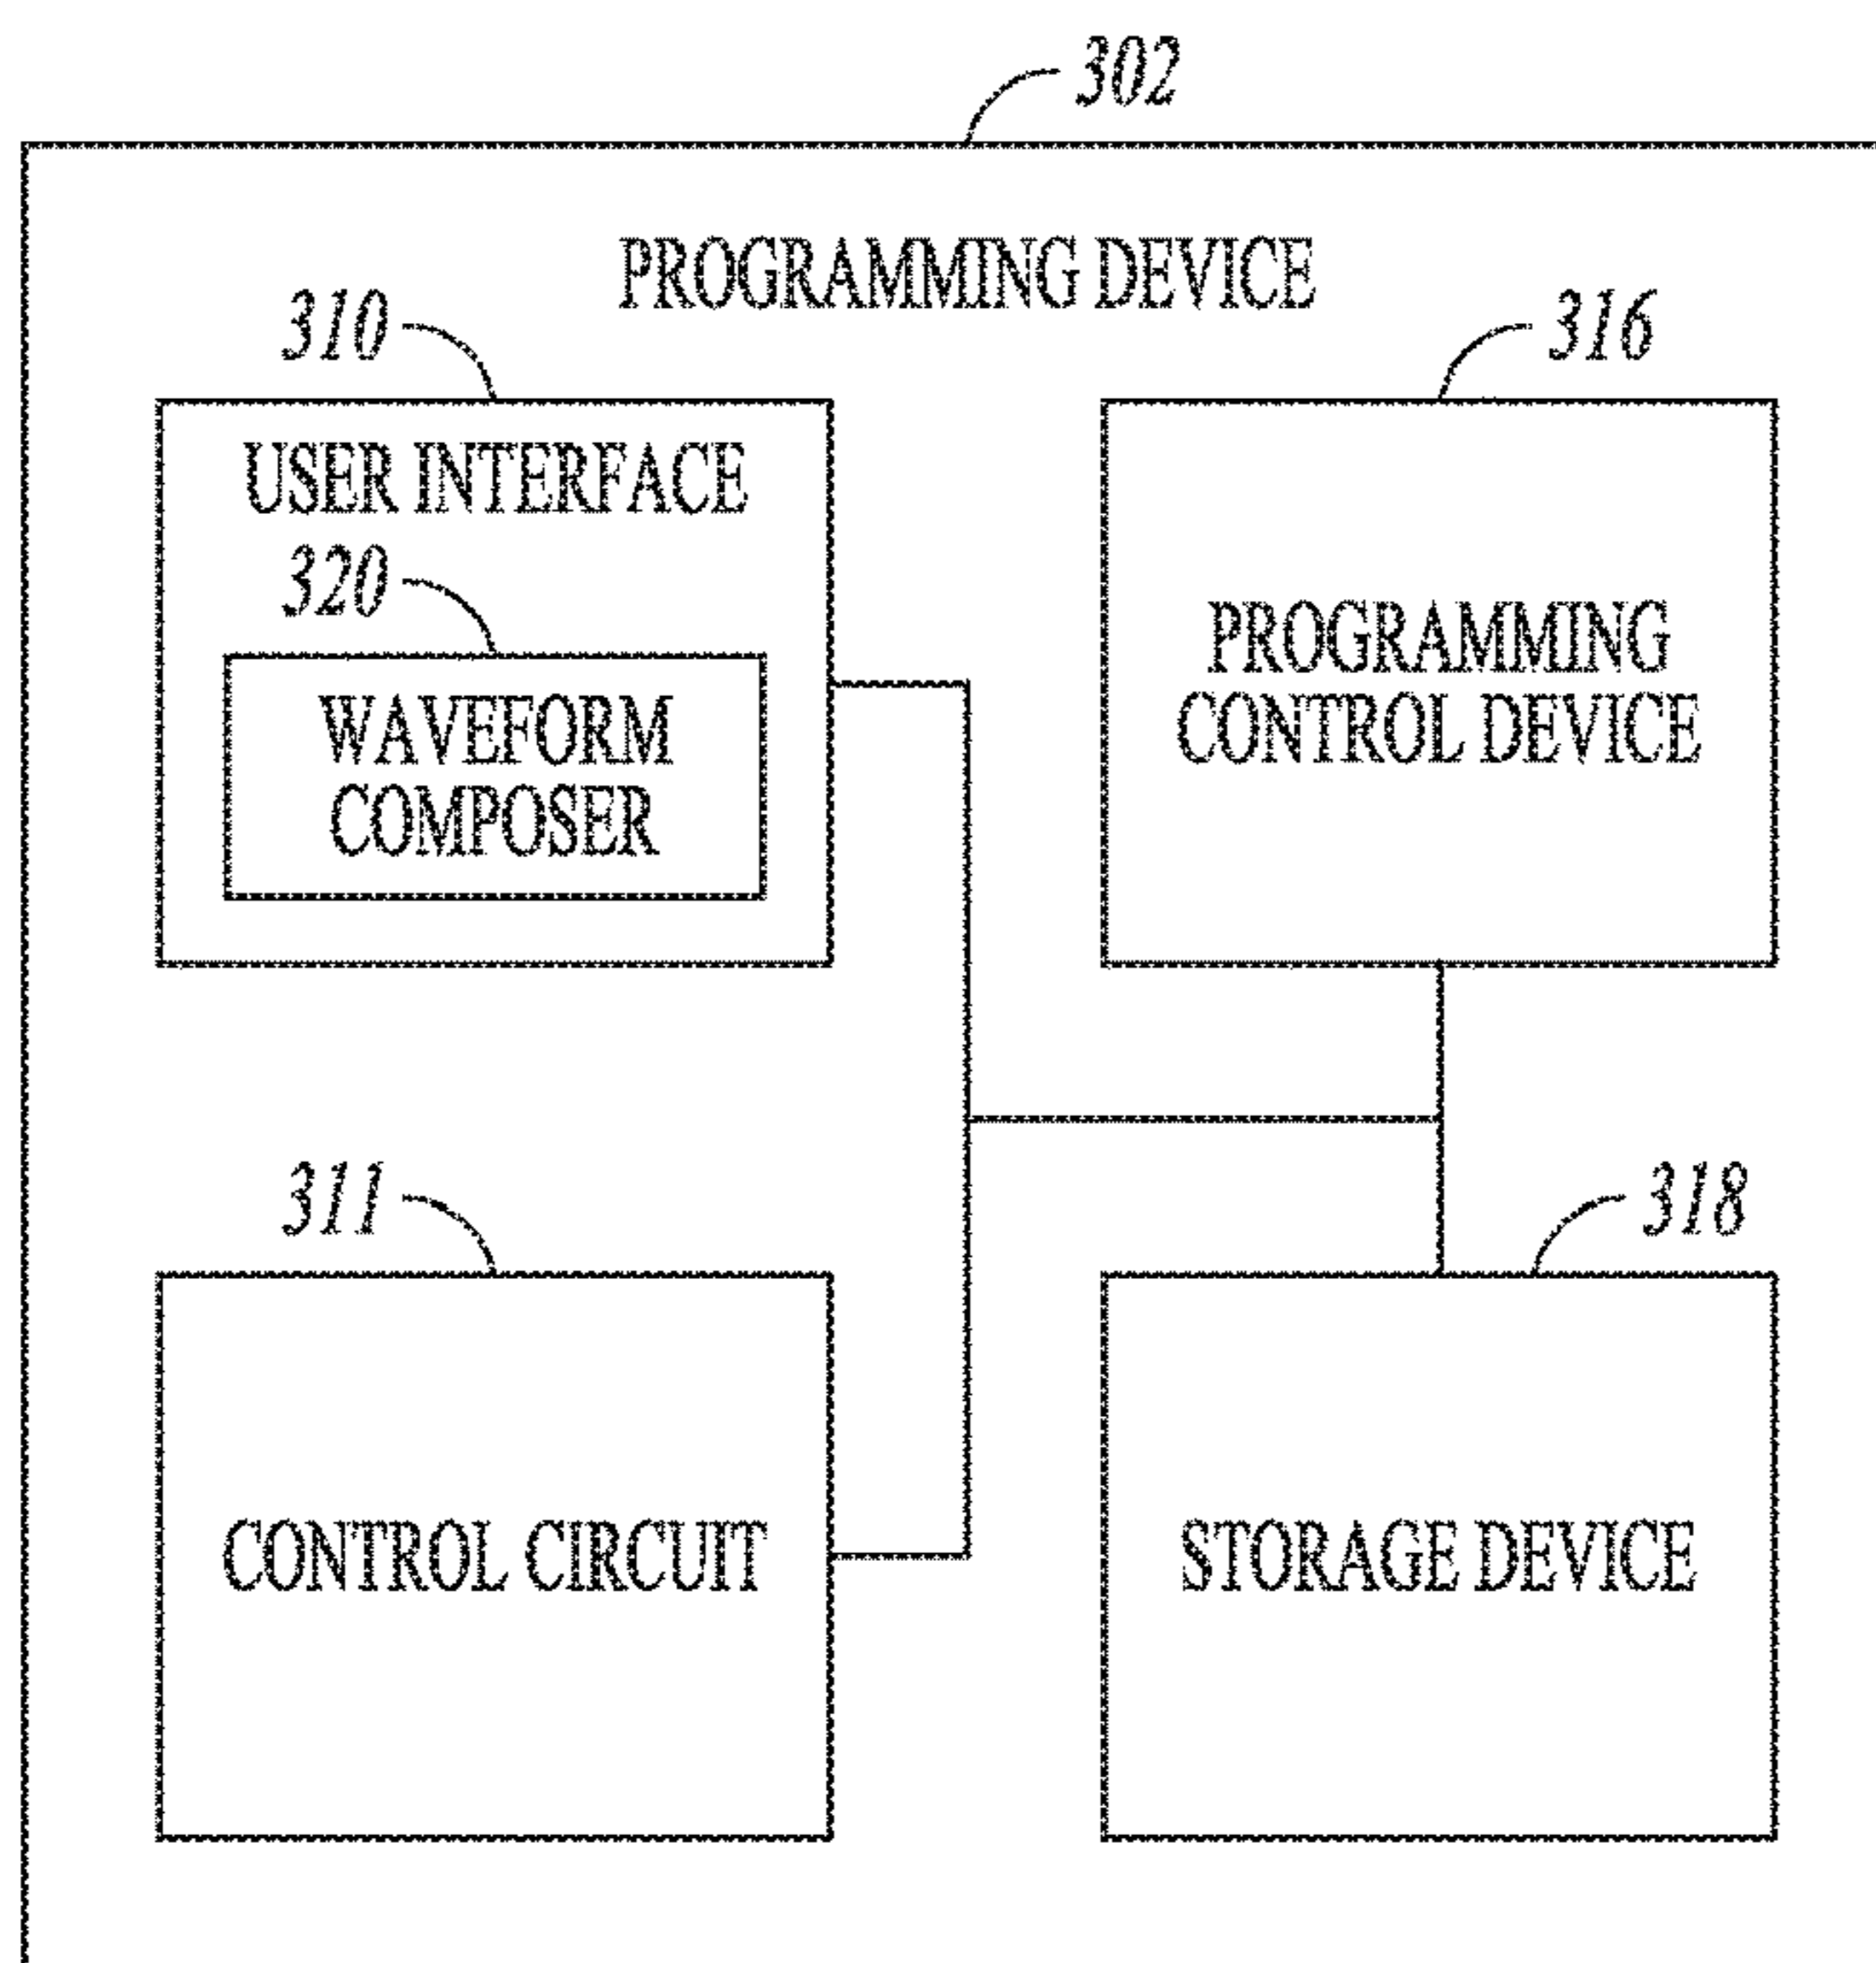 302
PROGRAMMING DEVICE
310
316
USER INTERFACE
320
WAVEFORM
COMPOSER
PROGRAMMING
CONTROL DEVICE
311
318
CONTROL CIRCUIT
STORAGE DEVICE